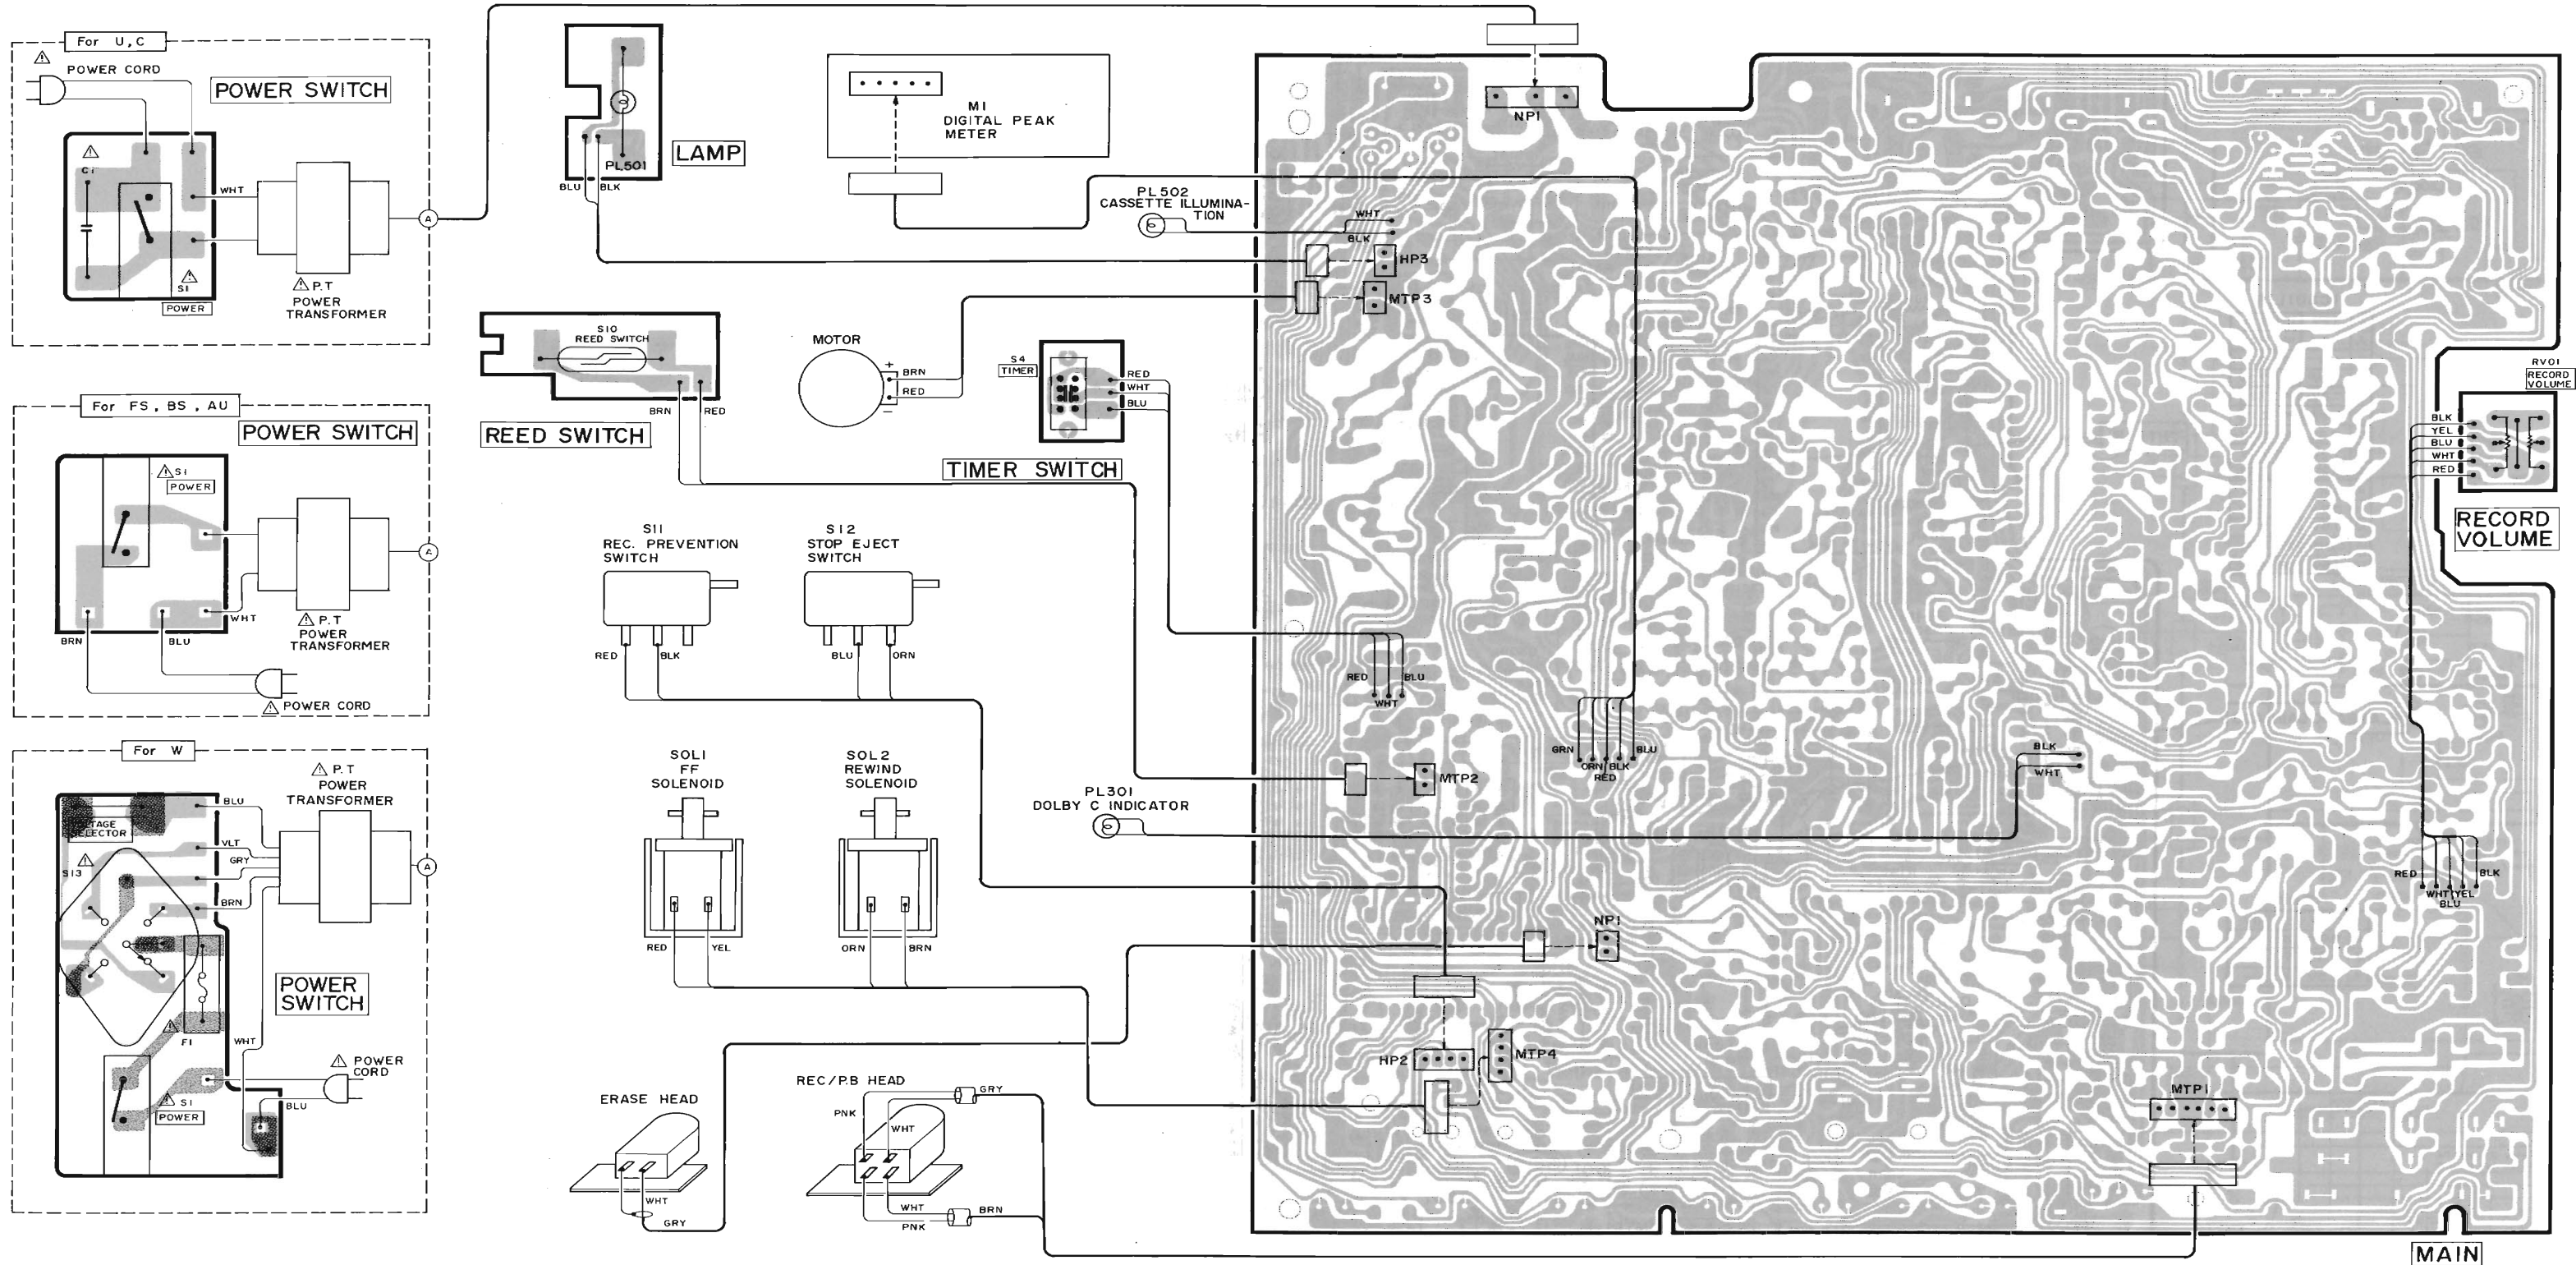 For U,C
POWER CORD
POWER SWITCH
C1
WHT
S1
POWER
P.T
POWER
TRANSFORMER
A
For FS, BS, AU
POWER SWITCH
S1
POWER
WHT
BRN
BLU
P.T
POWER
TRANSFORMER
A
POWER CORD
For W
P.T
POWER
TRANSFORMER
BLU
VOLTAGE
SELECTOR
VLT
GRY
S13
BRN
A
POWER
SWITCH
F1
WHT
POWER
CORD
S1
POWER
BLU
PL501
BLU
BLK
LAMP
M1
DIGITAL PEAK
METER
PL502
CASSETTE ILLUMINA-
TION
WHT
BLK
HP3
MTP3
NP1
S10
REED SWITCH
BRN
RED
REED SWITCH
MOTOR
+
BRN
RED
−
S4
TIMER
RED
WHT
BLU
TIMER SWITCH
S11
REC. PREVENTION
SWITCH
RED
BLK
S12
STOP EJECT
SWITCH
BLU
ORN
SOL1
FF
SOLENOID
RED
YEL
SOL2
REWIND
SOLENOID
ORN
BRN
PL301
DOLBY C INDICATOR
RED
BLU
WHT
MTP2
GRN
BLU
ORN
BLK
RED
BLK
WHT
RV01
RECORD
VOLUME
BLK
YEL
BLU
WHT
RED
RECORD
VOLUME
RED
BLK
WHT
YEL
BLU
NP1
HP2
MTP4
MTP1
ERASE HEAD
WHT
GRY
REC/P.B HEAD
GRY
PNK
WHT
WHT
BRN
PNK
MAIN